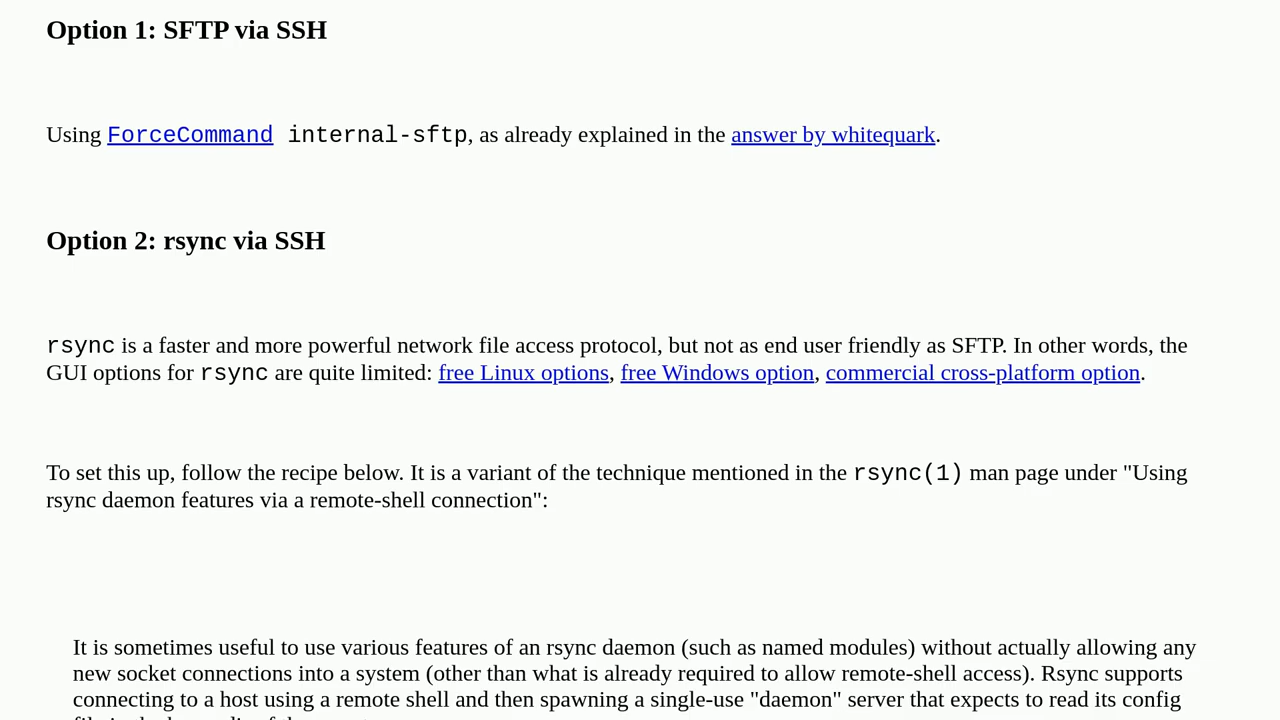 Option 1: SFTP via SSH
Using ForceCommand internal-sftp, as already explained in the answer by whitequark.
Option 2: rsync via SSH
rsync is a faster and more powerful network file access protocol, but not as end user friendly as SFTP. In other words, the
GUI options for rsync are quite limited: free Linux options, free Windows option, commercial cross-platform option.
To set this up, follow the recipe below. It is a variant of the technique mentioned in the rsync(1) man page under "Using
rsync daemon features via a remote-shell connection":
It is sometimes useful to use various features of an rsync daemon (such as named modules) without actually allowing any
new socket connections into a system (other than what is already required to allow remote-shell access). Rsync supports
connecting to a host using a remote shell and then spawning a single-use "daemon" server that expects to read its config